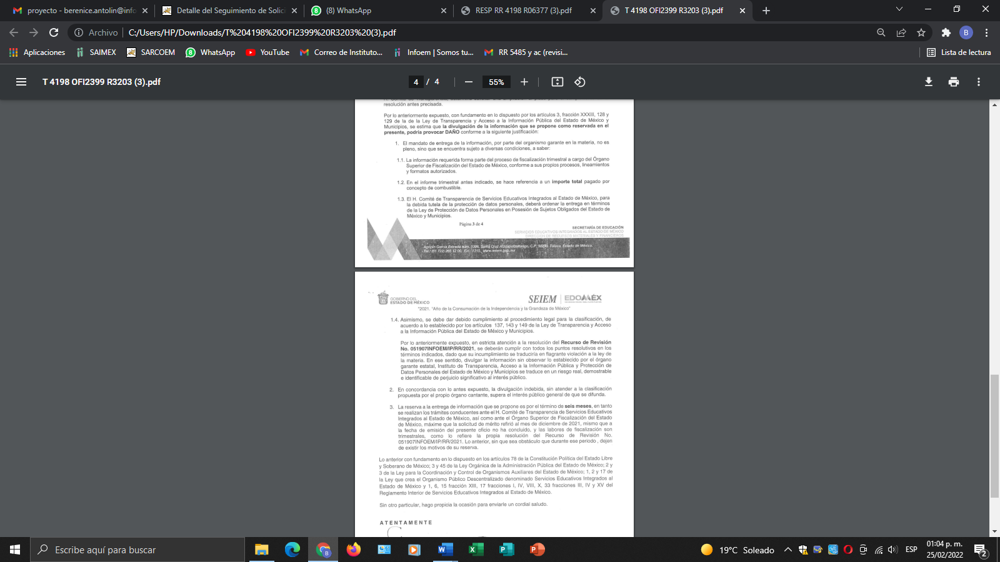 proyecto - berenice.antolin@info
Detalle del Seguimiento de Solici
(8) WhatsApp
RESP RR 4198 R06377 (3).pdf
T 4198 OFI2399 R3203 (3).pdf
Archivo
C:/Users/HP/Downloads/T%204198%20OFI2399%20R3203%20(3).pdf
B
Aplicaciones
SAIMEX
SARCOEM
WhatsApp
YouTube
Correo de Instituto...
Infoem | Somos tu...
RR 5485 y ac (revisi...
Lista de lectura
T 4198 OFI2399 R3203 (3).pdf
4 / 4
55%
resolución antes precisada.
Por lo anteriormente expuesto, con fundamento en lo dispuesto por los artículos 3, fracción XXXIII, 128 y
129 de la de la Ley de Transparencia y Acceso a la Información Pública del Estado de México y
Municipios, se estima que la divulgación de la información que se propone como reservada en el
presente, podría provocar DAÑO conforme a la siguiente justificación:
1. El mandato de entrega de la información, por parte del organismo garante en la materia, no es
pleno, sino que se encuentra sujeto a diversas condiciones, a saber:
1.1. La información requerida forma parte del proceso de fiscalización trimestral a cargo del Órgano
Superior de Fiscalización del Estado de México, conforme a sus propios procesos, lineamientos
y formatos autorizados.
1.2. En el informe trimestral antes indicado, se hace referencia a un importe total pagado por
concepto de combustible.
1.3. El H. Comité de Transparencia de Servicios Educativos Integrados al Estado de México, para
la debida tutela de la protección de datos personales, deberá ordenar la entrega en términos
de la Ley de Protección de Datos Personales en Posesión de Sujetos Obligados del Estado de
México y Municipios.
Página 3 de 4
SECRETARÍA DE EDUCACIÓN
SERVICIOS EDUCATIVOS INTEGRADOS AL ESTADO DE MÉXICO
DIRECCIÓN DE RECURSOS MATERIALES Y FINANCIEROS
Agripín García Estrada núm. 1306, Santa Cruz Atzcapotzaltongo, C.P. 50030, Toluca, Estado de México.
Tel.: (01 722) 265 12 00, Ext.: 3315, www.seiem.gob.mx
GOBIERNO DEL
ESTADO DE MÉXICO
SEIEM
EDOMÉX
"2021. "Año de la Consumación de la Independencia y la Grandeza de México"
1.4. Asimismo, se debe dar debido cumplimiento al procedimiento legal para la clasificación, de
acuerdo a lo establecido por los artículos 137, 143 y 149 de la Ley de Transparencia y Acceso
a la Información Pública del Estado de México y Municipios.
Por lo anteriormente expuesto, en estricta atención a la resolución del Recurso de Revisión
No. 051907INFOEM/IP/RR/2021, se deberán cumplir con todos los puntos resolutivos en los
términos indicados, dado que su incumplimiento se traduciría en flagrante violación a la ley de
la materia. En ese sentido, divulgar la información sin observar lo establecido por el órgano
garante estatal, Instituto de Transparencia, Acceso a la Información Pública y Protección de
Datos Personales del Estado de México y Municipios se traduce en un riesgo real, demostrable
e identificable de perjuicio significativo al interés público.
2. En concordancia con lo antes expuesto, la divulgación indebida, sin atender a la clasificación
propuesta por el propio órgano cantante, supera el interés público general de que se difunda.
3. La reserva a la entrega de información que se propone es por el término de seis meses, en tanto
se realizan los trámites conducentes ante el H. Comité de Transparencia de Servicios Educativos
Integrados al Estado de México, así como ante el Órgano Superior de Fiscalización del Estado
de México, máxime que la solicitud de mérito refirió al mes de diciembre de 2021, mismo que a
la fecha de emisión del presente oficio no ha concluido, y las labores de fiscalización son
trimestrales, como lo refiere la propia resolución del Recurso de Revisión No.
051907INFOEM/IP/RR/2021. Lo anterior, sin que sea obstáculo que durante ese periodo , dejen
de existir los motivos de su reserva.
Lo anterior con fundamento en lo dispuesto en los artículos 78 de la Constitución Política del Estado Libre
y Soberano de México; 3 y 45 de la Ley Orgánica de la Administración Pública del Estado de México; 2 y
3 de la Ley para la Coordinación y Control de Organismos Auxiliares del Estado de México; 1, 2 y 17 de
la Ley que crea el Organismo Público Descentralizado denominado Servicios Educativos Integrados al
Estado de México y 1, 6, 15 fracción XIII, 17 fracciones I, IV, VIII, X, 33 fracciones III, IV y XV del
Reglamento Interior de Servicios Educativos Integrados al Estado de México.
Sin otro particular, hago propicia la ocasión para enviarle un cordial saludo.
ATENTAMENTE
Escribe aquí para buscar
19°C Soleado
ESP
01:04 p. m.
25/02/2022
2